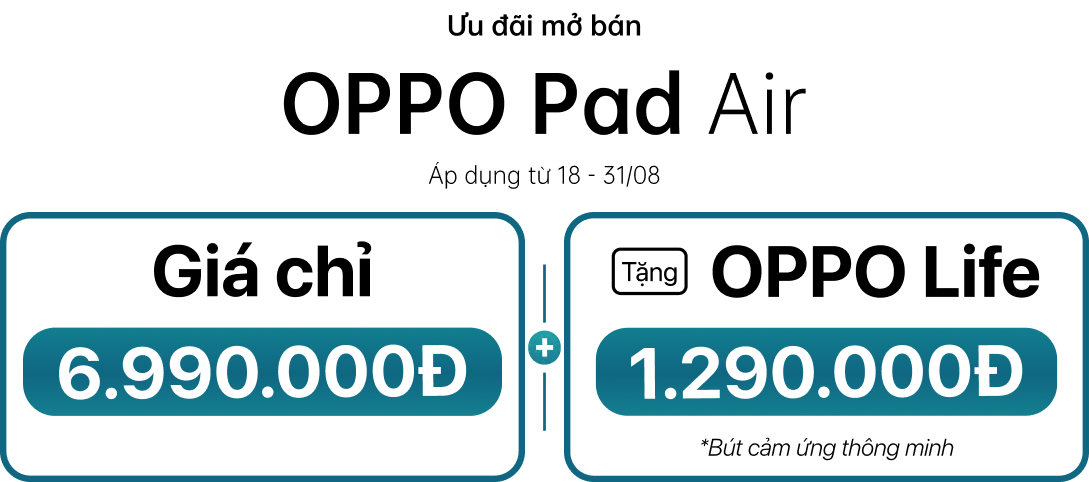 Ưu đãi mở bán
OPPO Pad Air
Áp dụng từ 18 - 31/08
Giá chỉ
6.990.000Đ
+
Tặng OPPO Life
1.290.000Đ
*Bút cảm ứng thông minh